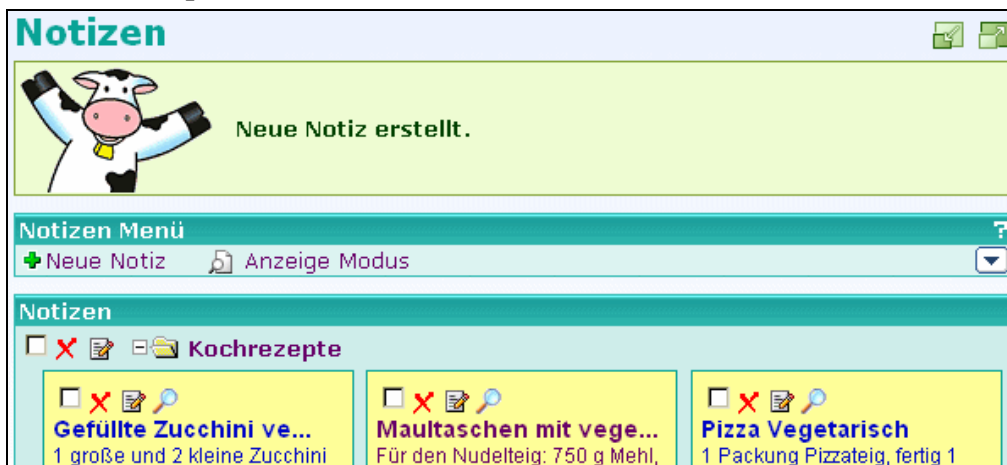 Notizen
Neue Notiz erstellt.
Notizen Menü ?
Neue Notiz Anzeige Modus
Notizen
Kochrezepte
Gefüllte Zucchini ve... Maultaschen mit vege... Pizza Vegetarisch
1 große und 2 kleine Zucchini Für den Nudelteig: 750 g Mehl, 1 Packung Pizzateig, fertig 1